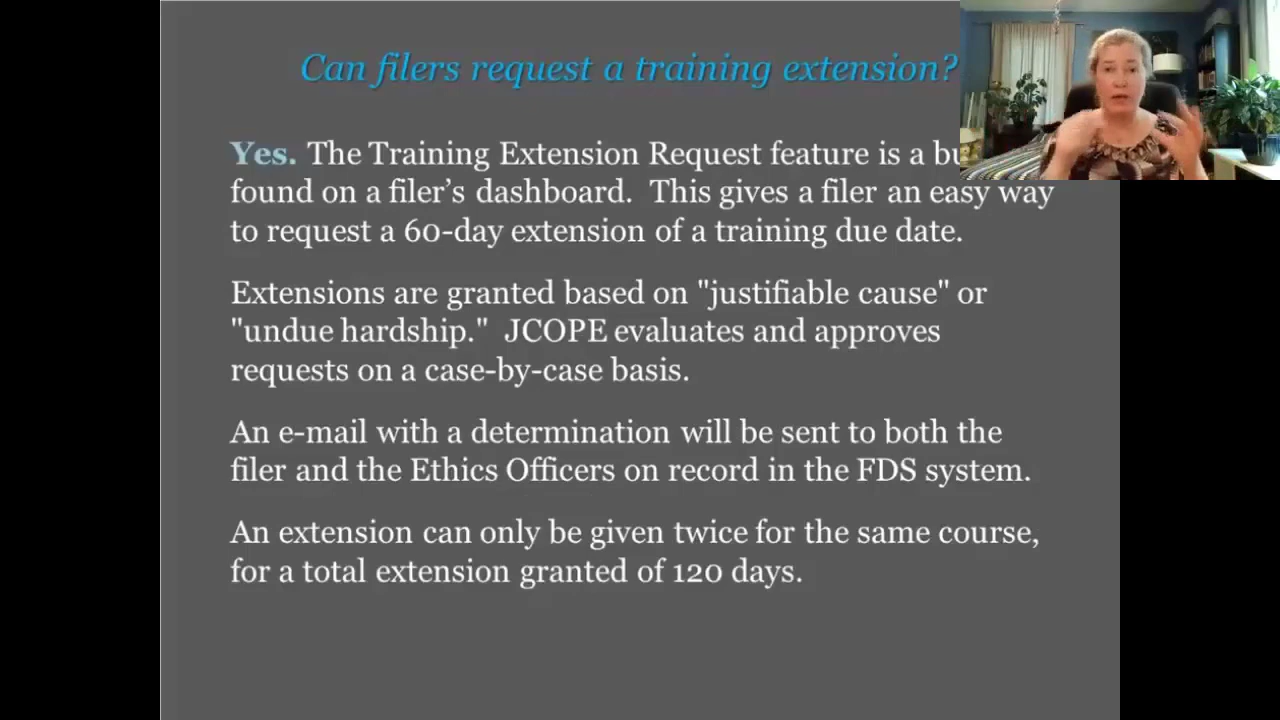 Can filers request a training extension?
Yes. The Training Extension Request feature is a
found on a filer’s dashboard. This gives a filer an easy way
to request a 60-day extension of a training due date.
Extensions are granted based on "justifiable cause" or
"undue hardship." JCOPE evaluates and approves
requests on a case-by-case basis.
An e-mail with a determination will be sent to both the
filer and the Ethics Officers on record in the FDS system.
An extension can only be given twice for the same course,
for a total extension granted of 120 days.